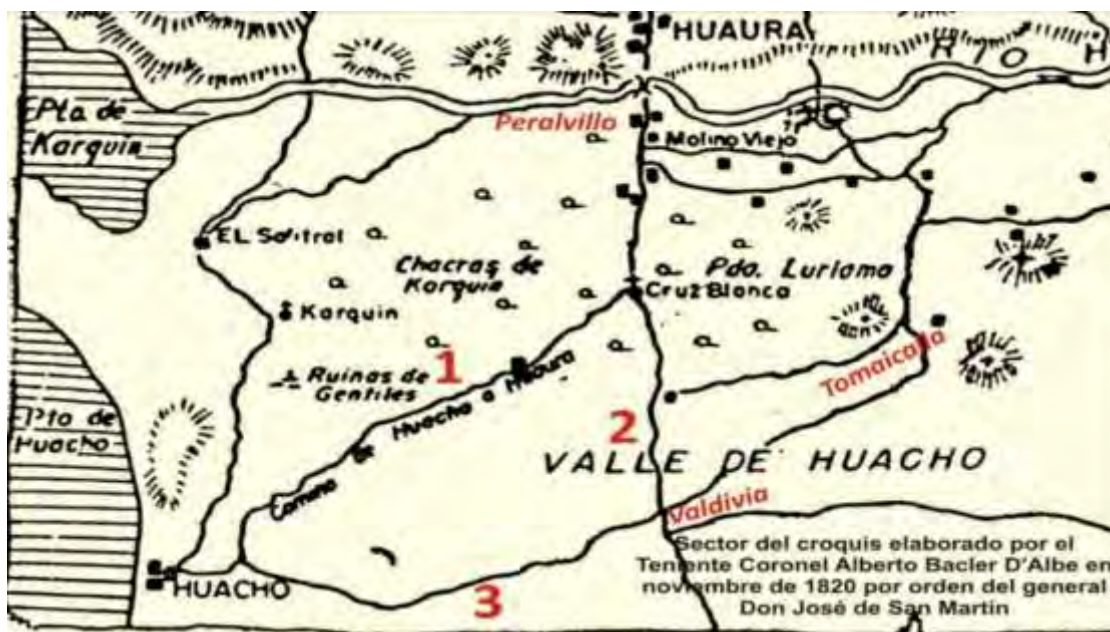 HUAURA
RIO H
Pta de
Karquin
Peralvillo
Molino Viejo
EL Salitral
Chacras de
Karquin
Pdo. Luriama
Cruz Blanca
Karquin
1
Ruinas de
Gentiles
Camino de Huacho a Huaura
Tomaicalla
Pto de
Huacho
2
VALLE DE HUACHO
Valdivia
HUACHO
3
Sector del croquis elaborado por el
Teniente Coronel Alberto Bacler D'Albe en
noviembre de 1820 por orden del general
Don José de San Martin